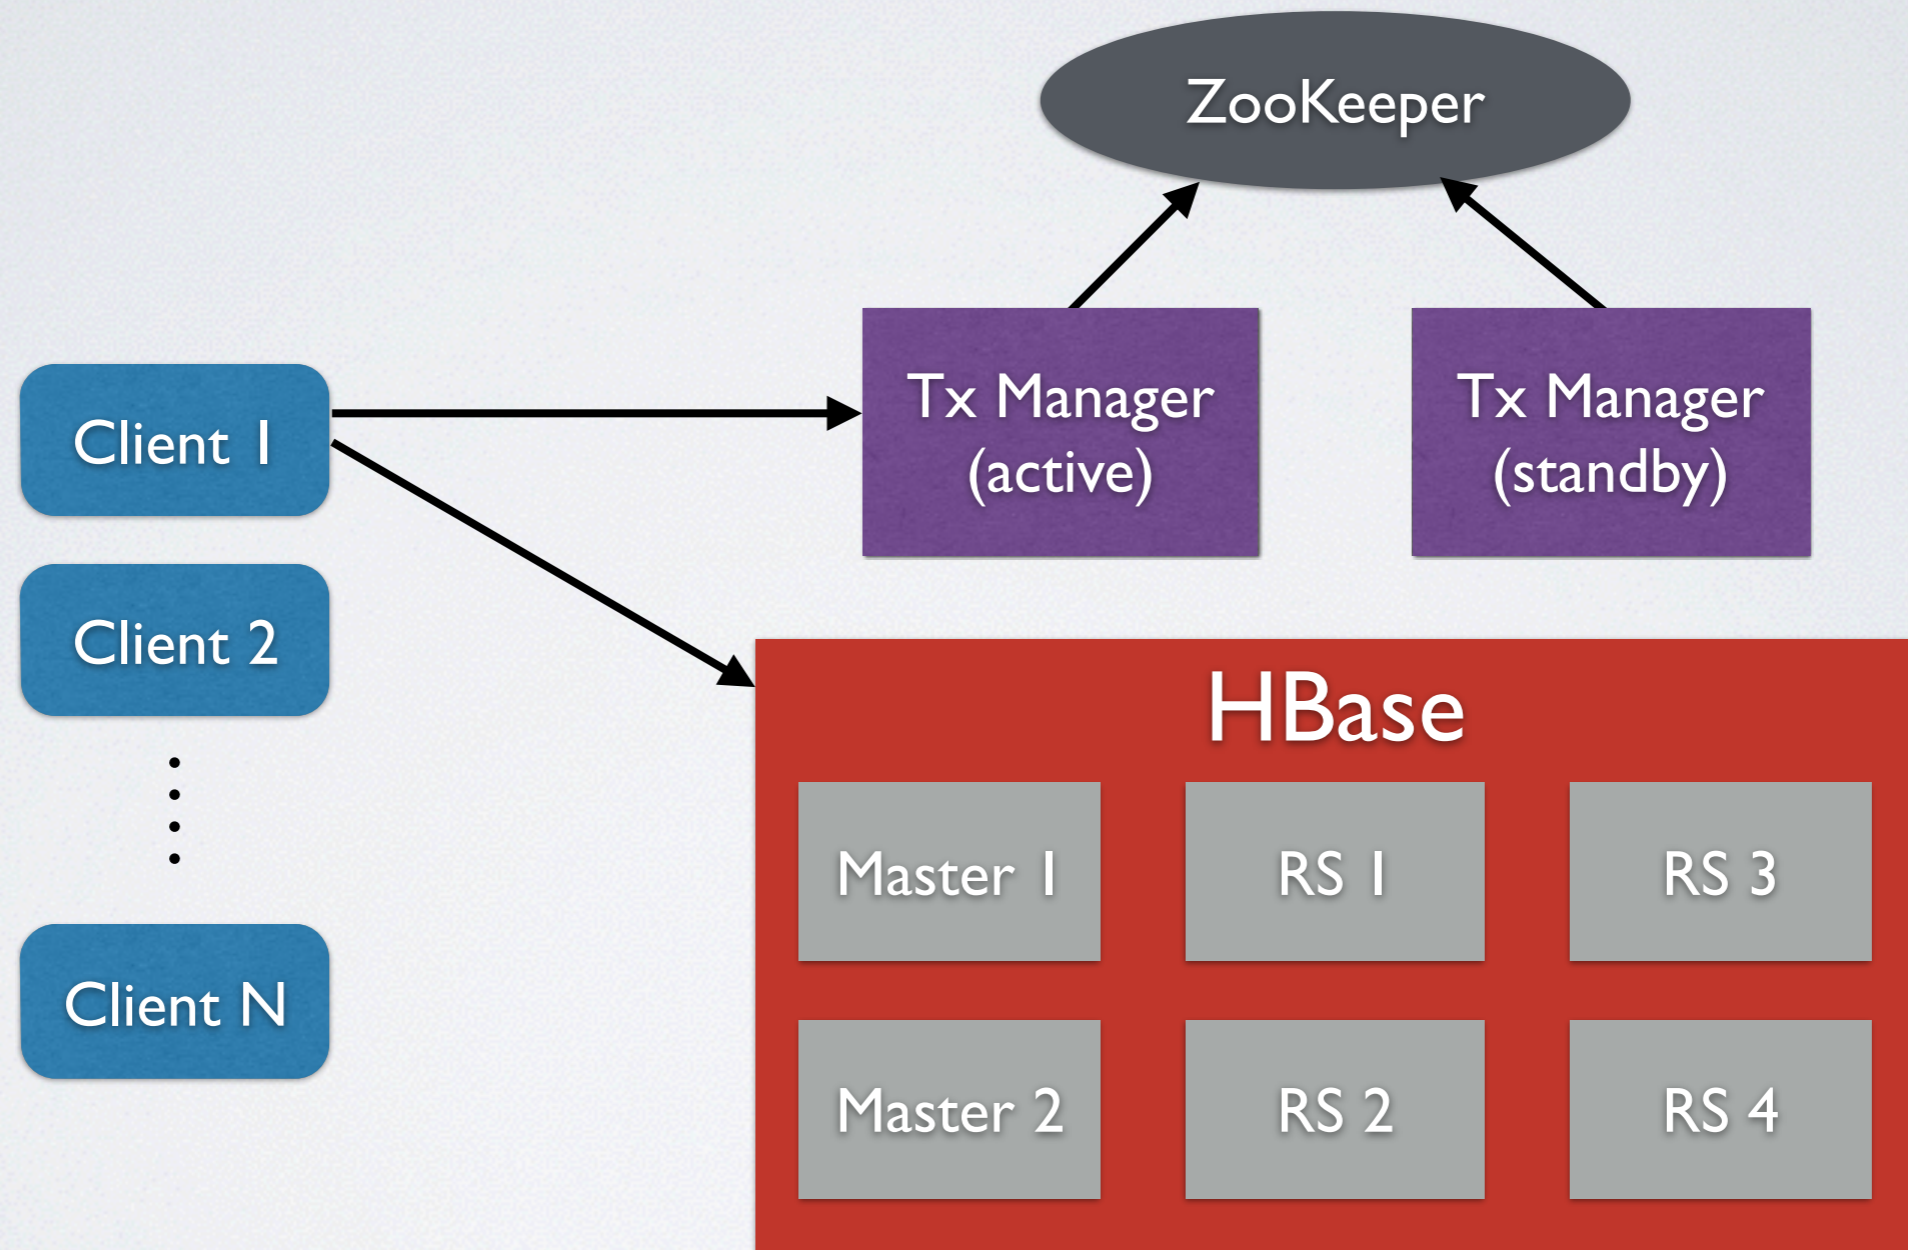 ZooKeeper
Tx Manager
(active)
Tx Manager
(standby)
Client 1
Client 2
Client N
HBase
Master 1
RS 1
RS 3
Master 2
RS 2
RS 4